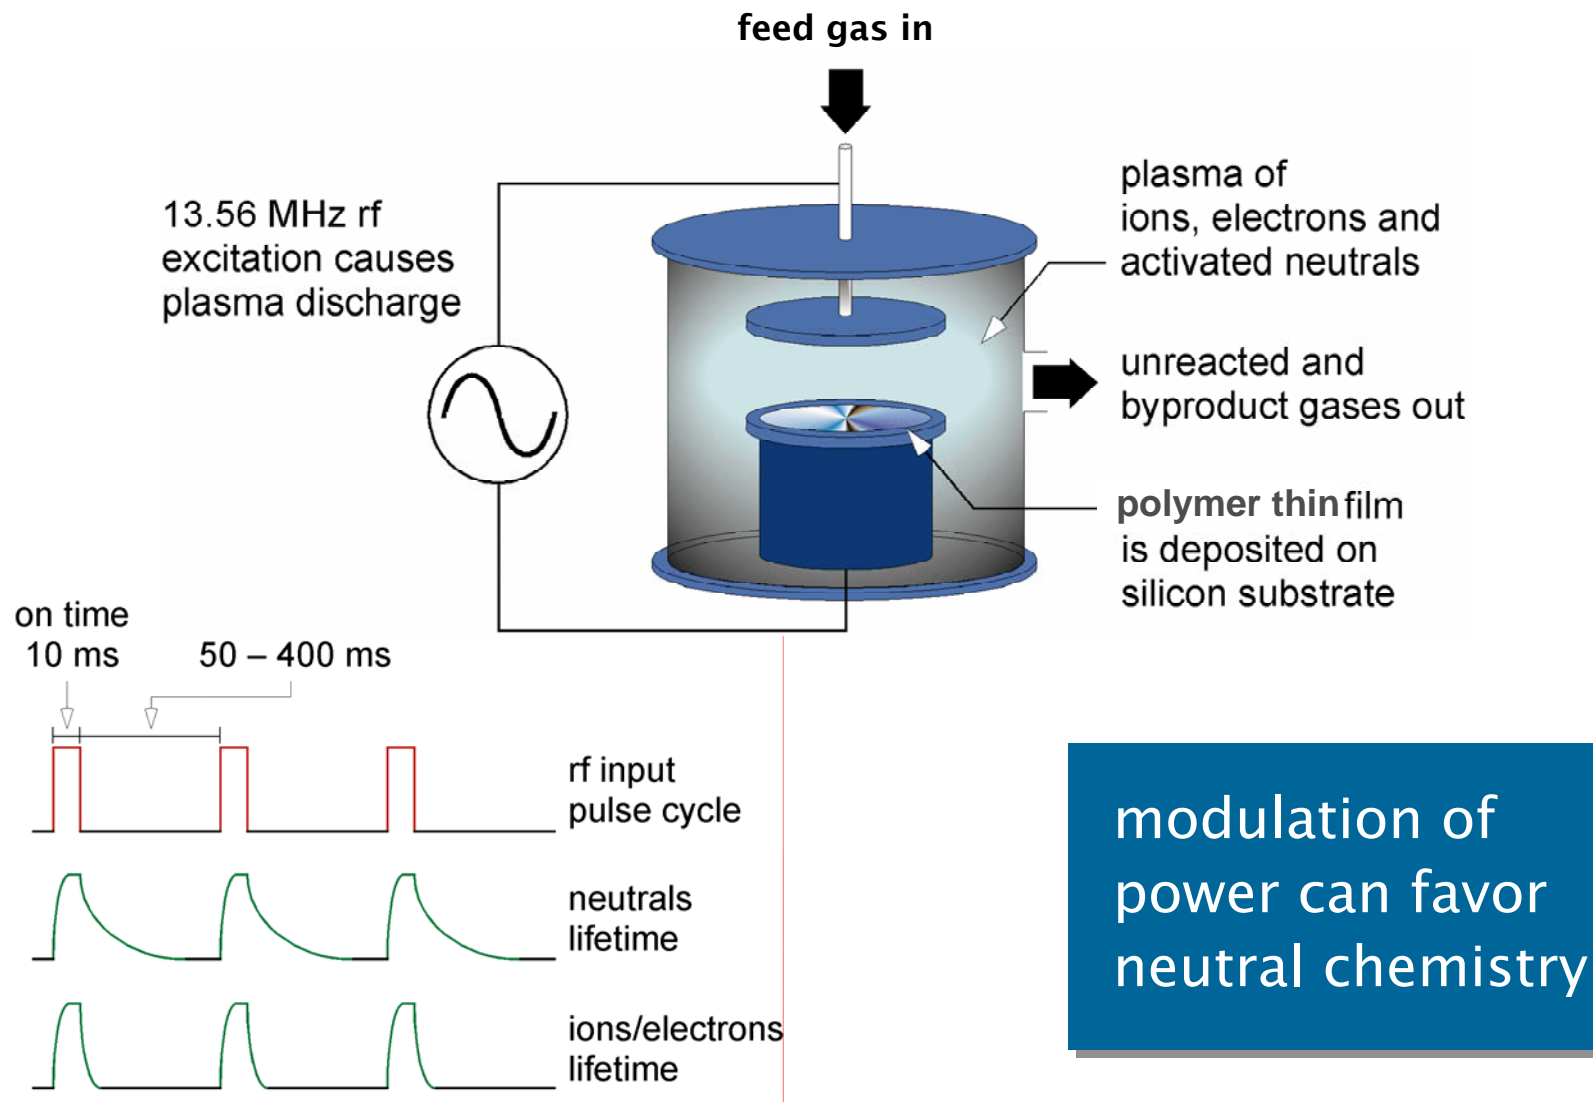 feed gas in
13.56 MHz rf
excitation causes
plasma discharge
plasma of
ions, electrons and
activated neutrals
unreacted and
byproduct gases out
polymer thin film
is deposited on
silicon substrate
on time
10 ms
50 – 400 ms
rf input
pulse cycle
neutrals
lifetime
ions/electrons
lifetime
modulation of
power can favor
neutral chemistry